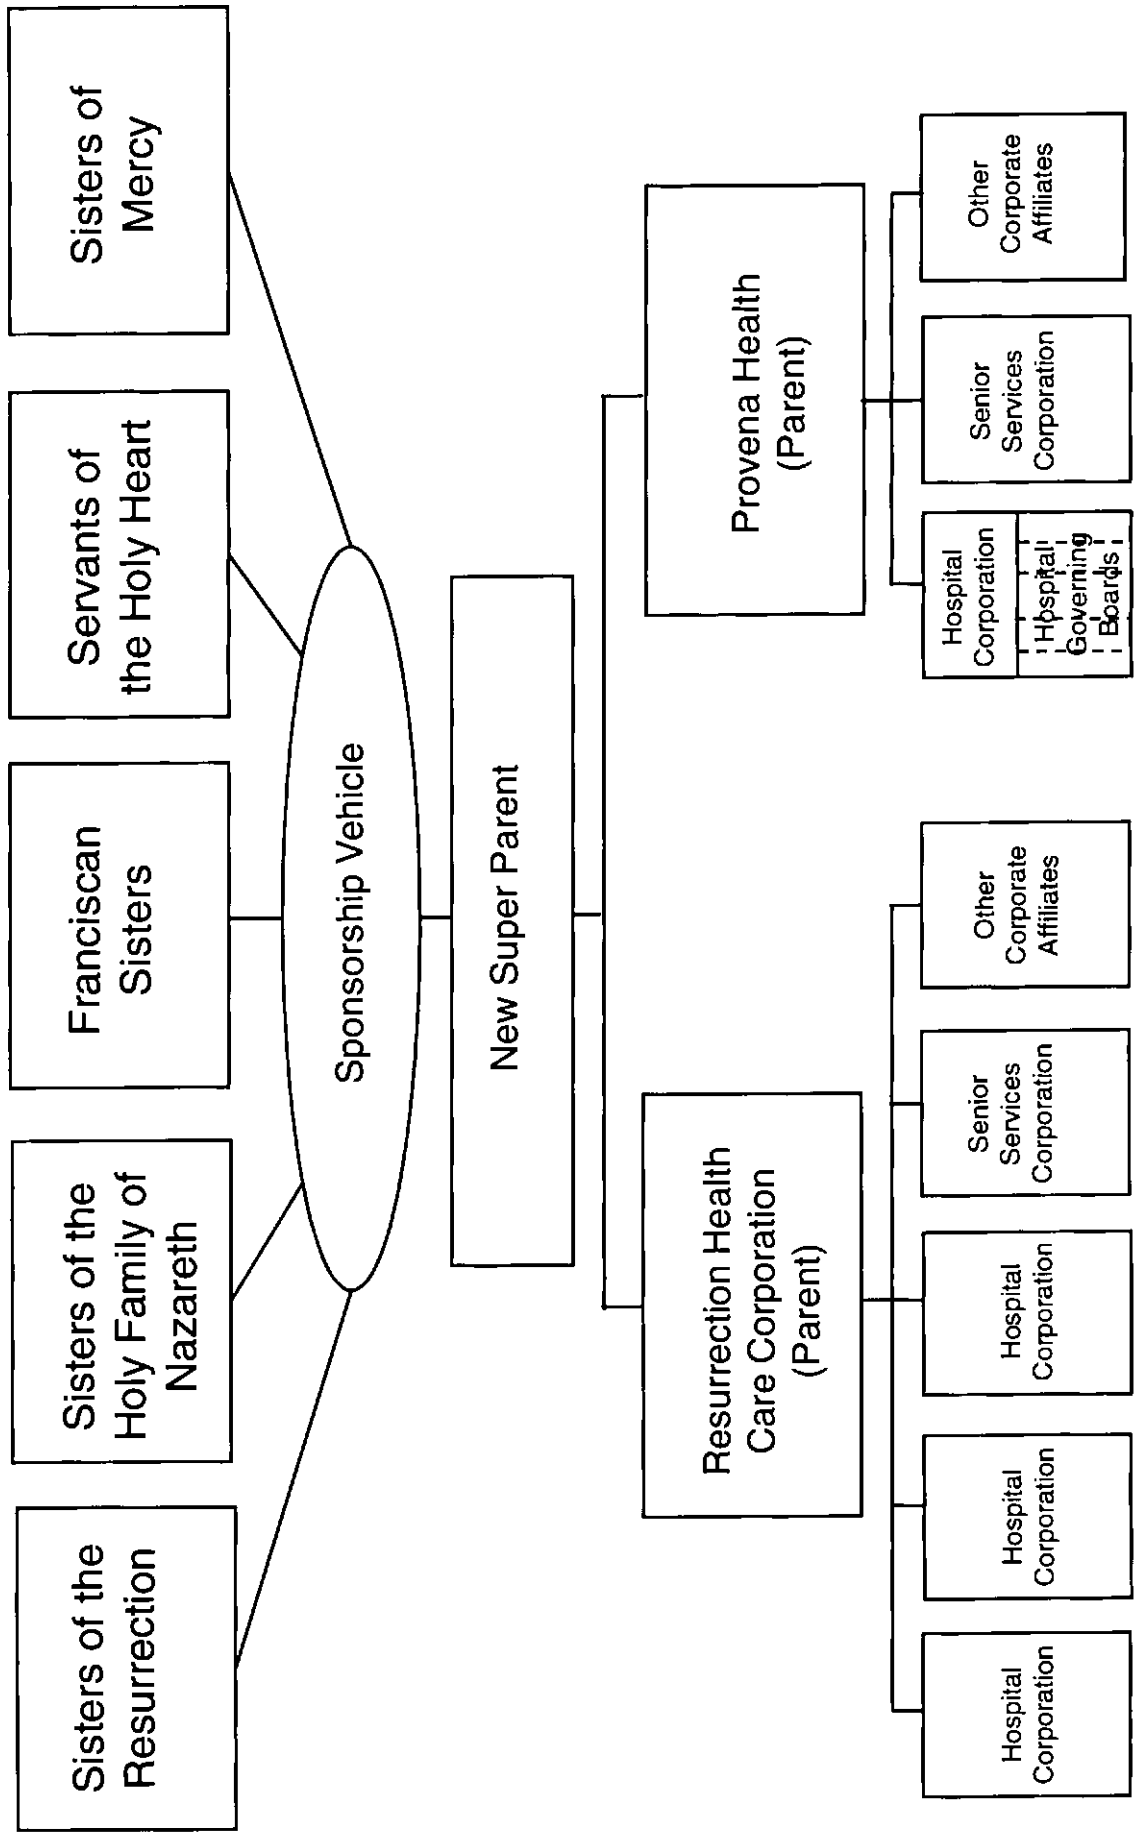 Sisters of the
Resurrection
Sisters of the
Holy Family of
Nazareth
Franciscan
Sisters
Servants of
the Holy Heart
Sisters of
Mercy
Sponsorship Vehicle
New Super Parent
Resurrection Health
Care Corporation
(Parent)
Provena Health
(Parent)
Hospital
Corporation
Hospital
Corporation
Hospital
Corporation
Senior
Services
Corporation
Other
Corporate
Affiliates
Hospital
Corporation
Hospital
Governing
Boards
Senior
Services
Corporation
Other
Corporate
Affiliates